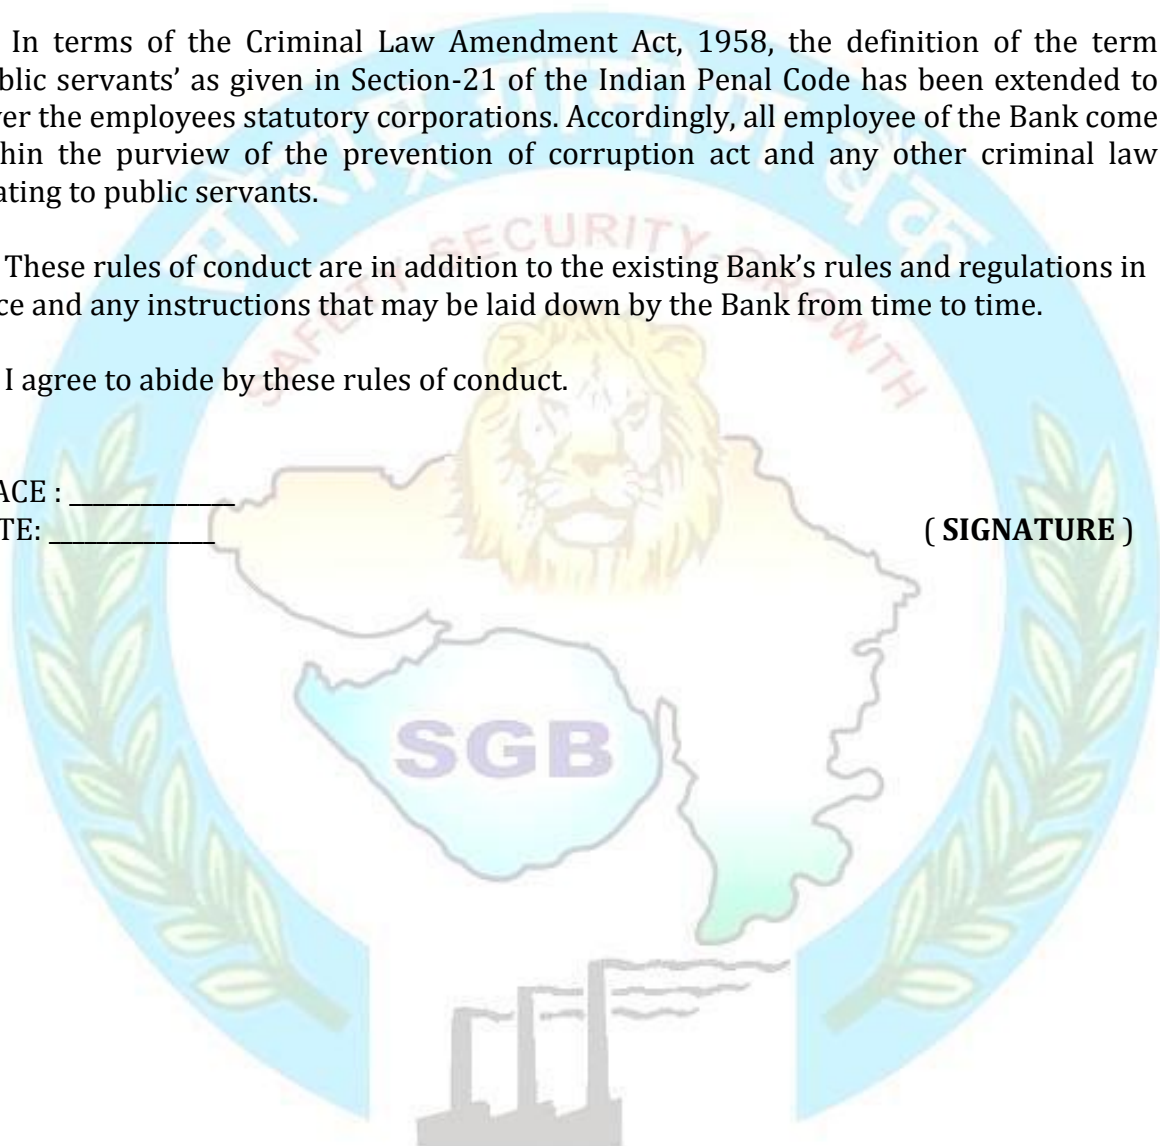 In terms of the Criminal Law Amendment Act, 1958, the definition of the term
blic servants’ as given in Section-21 of the Indian Penal Code has been extended to
ver the employees statutory corporations. Accordingly, all employee of the Bank come
hin the purview of the prevention of corruption act and any other criminal law
ating to public servants.
These rules of conduct are in addition to the existing Bank’s rules and regulations in
ce and any instructions that may be laid down by the Bank from time to time.
I agree to abide by these rules of conduct.
ACE : ______________
TE: ______________ ( SIGNATURE )
सौराष्ट्र ग्रामीण बेंक
SAFETY-SECURITY-GROWTH
SGB